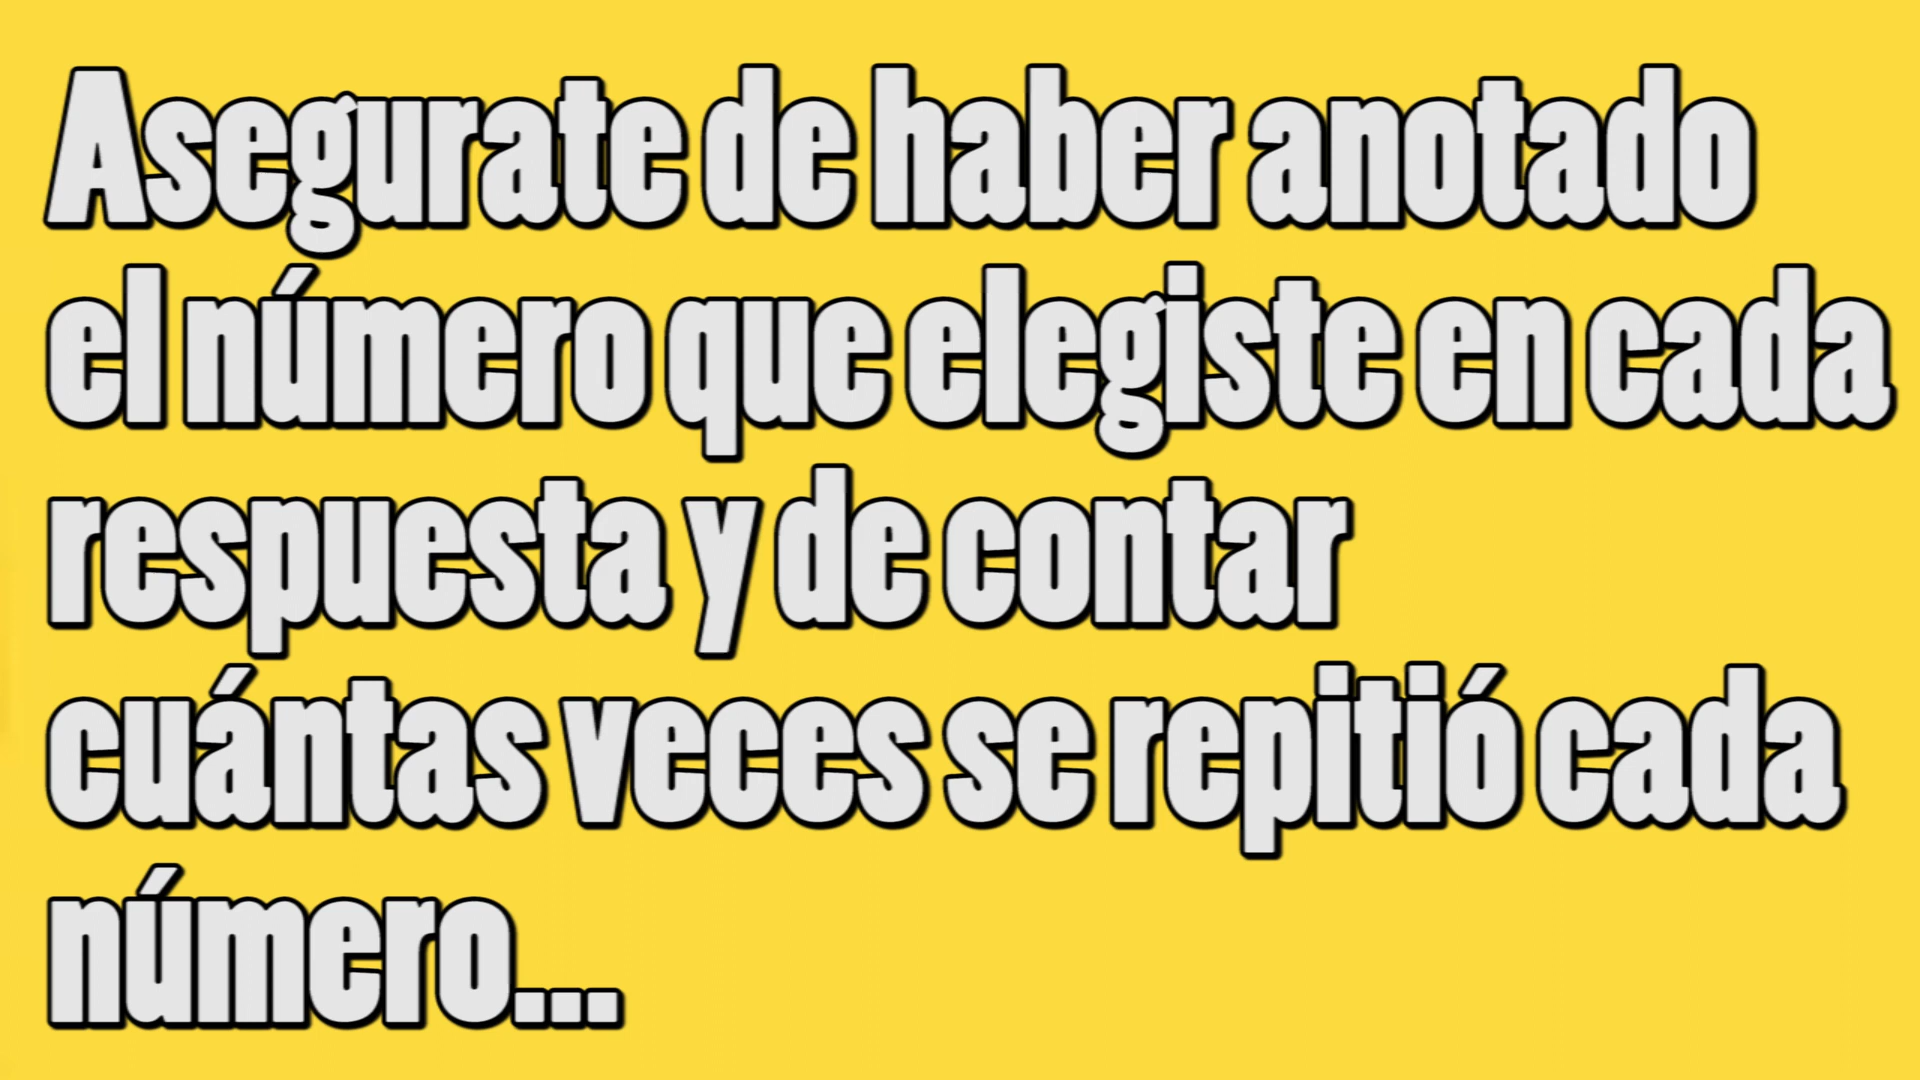 Asegurate de haber anotado
el número que elegiste en cada
respuesta y de contar
cuántas veces se repitió cada
número...